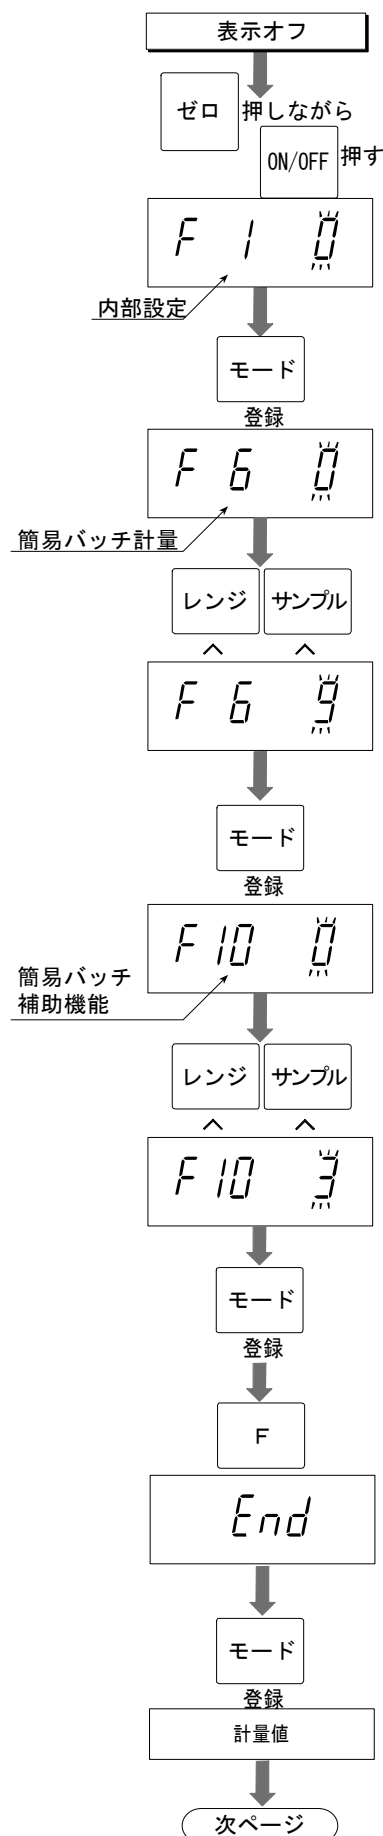 表示オフ
ゼロ 押しながら
ON/OFF 押す
F 1 0
内部設定
モード
登録
F 6 0
簡易バッチ計量
レンジ サンプル
F 6 9
モード
登録
F10 0
簡易バッチ
補助機能
レンジ サンプル
F10 3
モード
登録
F
End
モード
登録
計量値
次ページ